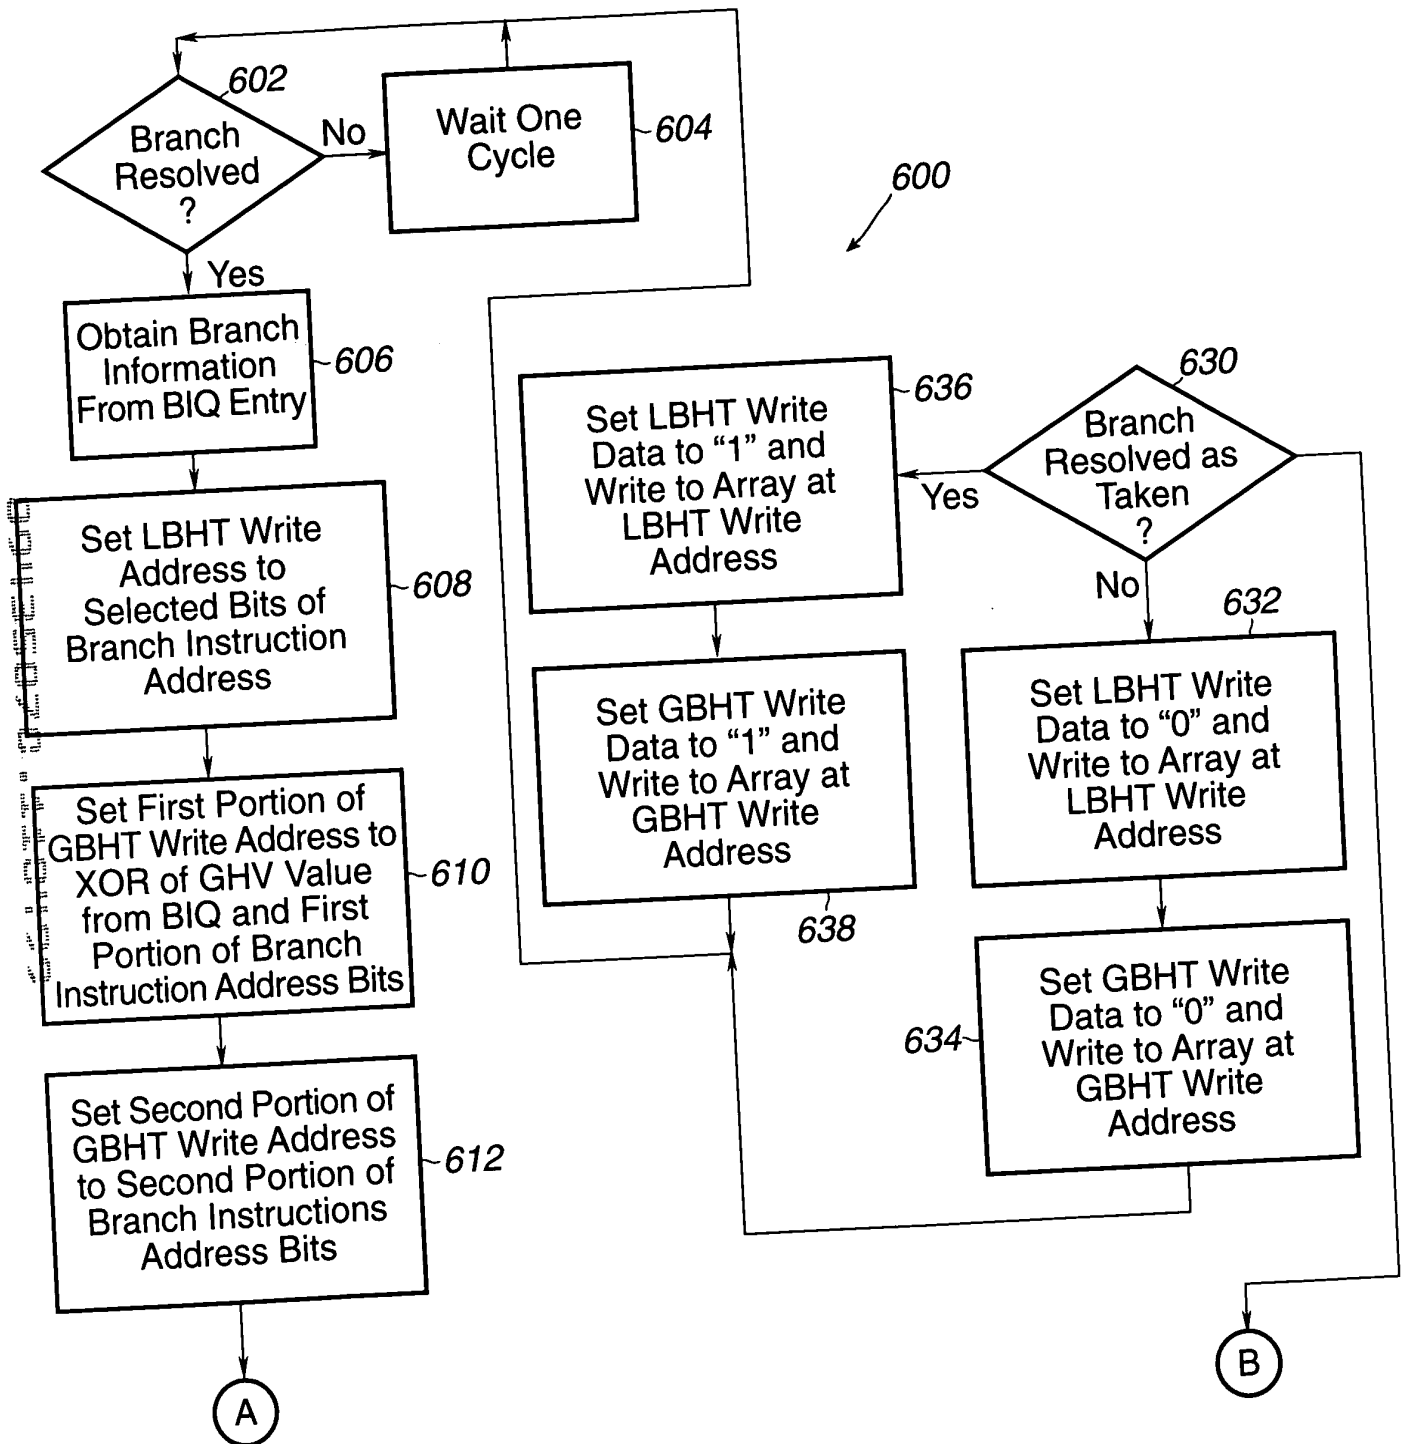 602
Branch
Resolved
?
No
Yes
Wait One
Cycle
604
600
Obtain Branch
Information
From BIQ Entry
606
Set LBHT Write
Address to
Selected Bits of
Branch Instruction
Address
608
Set First Portion of
GBHT Write Address to
XOR of GHV Value
from BIQ and First
Portion of Branch
Instruction Address Bits
610
Set Second Portion of
GBHT Write Address
to Second Portion of
Branch Instructions
Address Bits
612
A
636
Set LBHT Write
Data to “1” and
Write to Array at
LBHT Write
Address
Set GBHT Write
Data to “1” and
Write to Array at
GBHT Write
Address
638
630
Branch
Resolved as
Taken
?
Yes
No
632
Set LBHT Write
Data to “0” and
Write to Array at
LBHT Write
Address
Set GBHT Write
Data to “0” and
Write to Array at
GBHT Write
Address
634
B